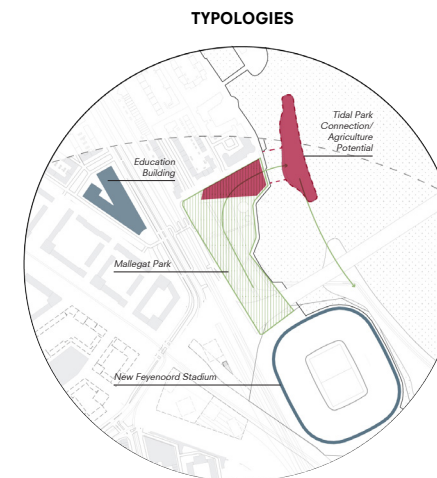 TYPOLOGIES
Tidal Park
Connection/
Agriculture
Potential
Education
Building
Mallegat Park
New Feyenoord Stadium